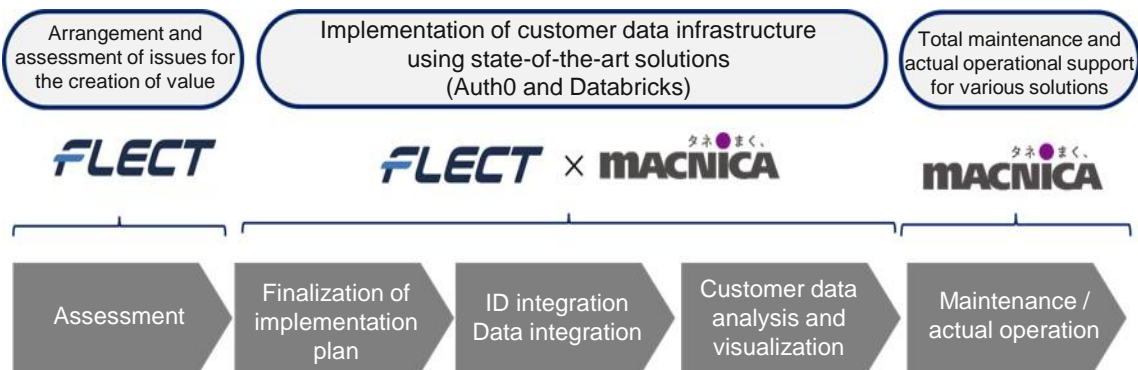 Arrangement and
assessment of issues for
the creation of value
Implementation of customer data infrastructure
using state-of-the-art solutions
(Auth0 and Databricks)
Total maintenance and
actual operational support
for various solutions
FLECT
FLECT × タネまく、
MACNICA
タネまく、
MACNICA
Assessment
Finalization of
implementation
plan
ID integration
Data integration
Customer data
analysis and
visualization
Maintenance /
actual operation